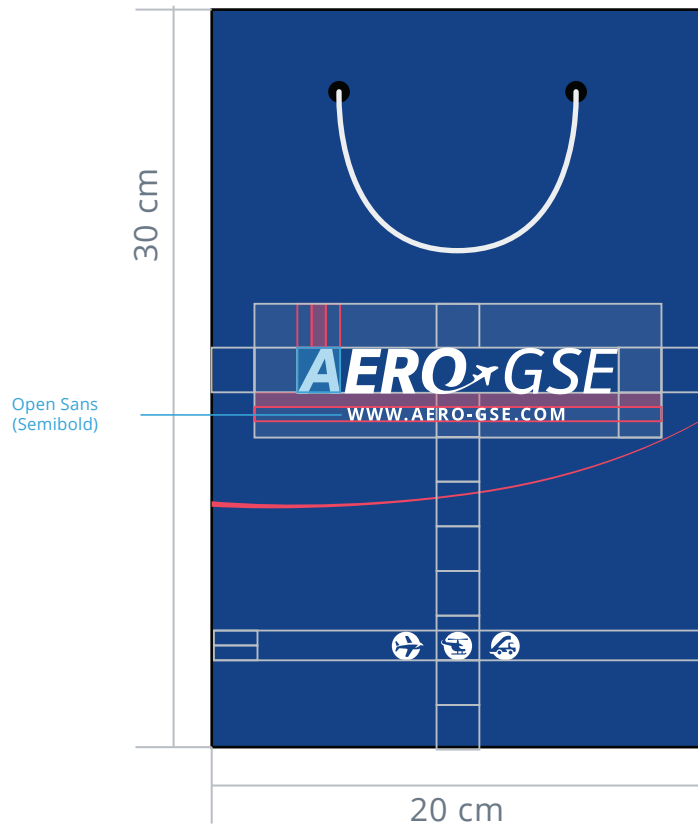 30 cm
AERO GSE
WWW.AERO-GSE.COM
Open Sans
(Semibold)
20 cm